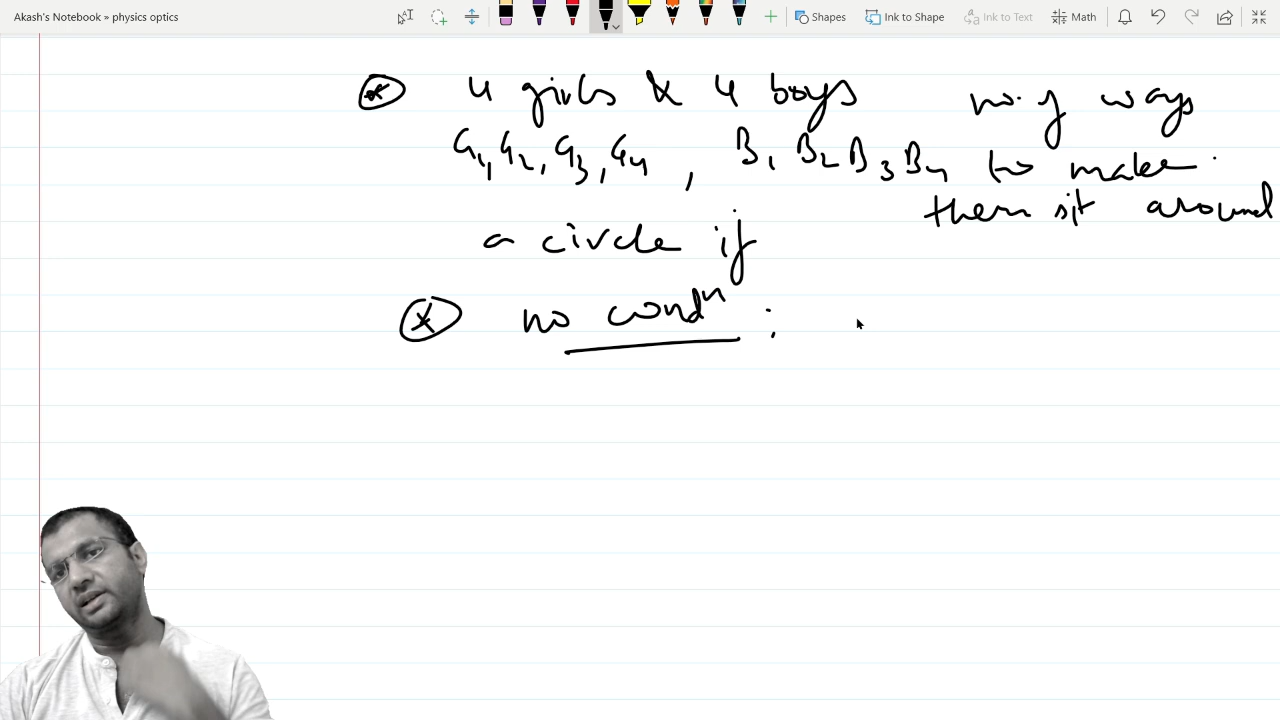 Akash's Notebook » physics optics
Shapes
Ink to Shape
Ink to Text
Math
4 girls & 4 boys no. of ways
G1, G2, G3, G4, B1 B2 B3 B4 to make
them sit around
a circle if
no condn :